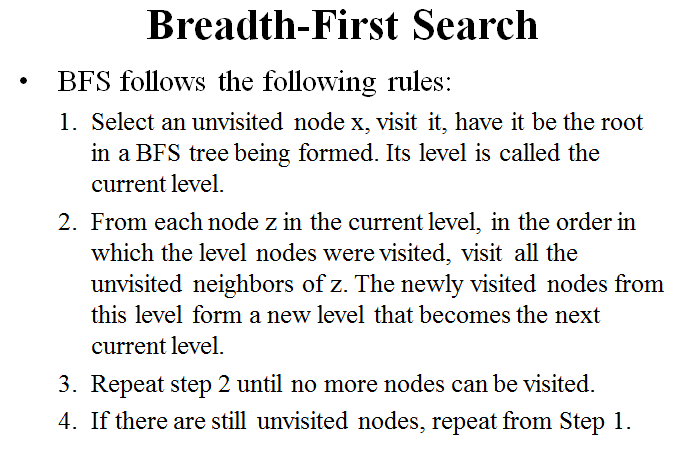 Breadth-First Search
• BFS follows the following rules:
1. Select an unvisited node x, visit it, have it be the root
in a BFS tree being formed. Its level is called the
current level.
2. From each node z in the current level, in the order in
which the level nodes were visited, visit all the
unvisited neighbors of z. The newly visited nodes from
this level form a new level that becomes the next
current level.
3. Repeat step 2 until no more nodes can be visited.
4. If there are still unvisited nodes, repeat from Step 1.